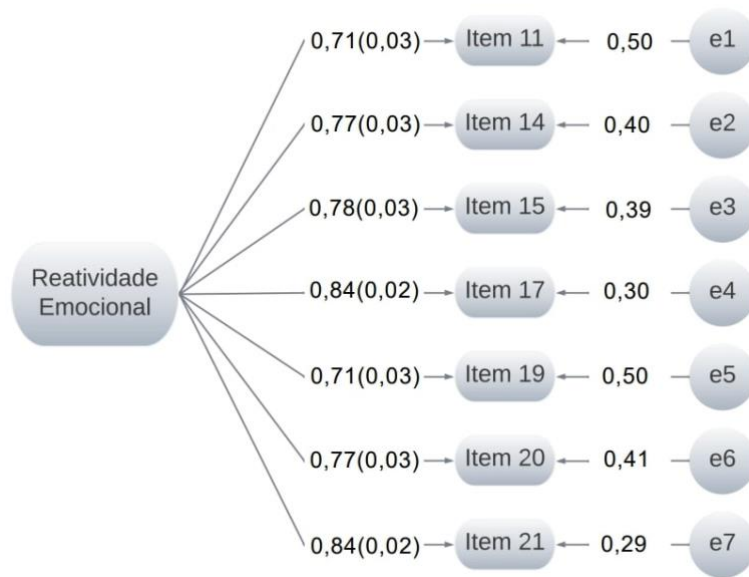 0,71(0,03) Item 11 0,50 e1
0,77(0,03) Item 14 0,40 e2
0,78(0,03) Item 15 0,39 e3
Reatividade
Emocional
0,84(0,02) Item 17 0,30 e4
0,71(0,03) Item 19 0,50 e5
0,77(0,03) Item 20 0,41 e6
0,84(0,02) Item 21 0,29 e7